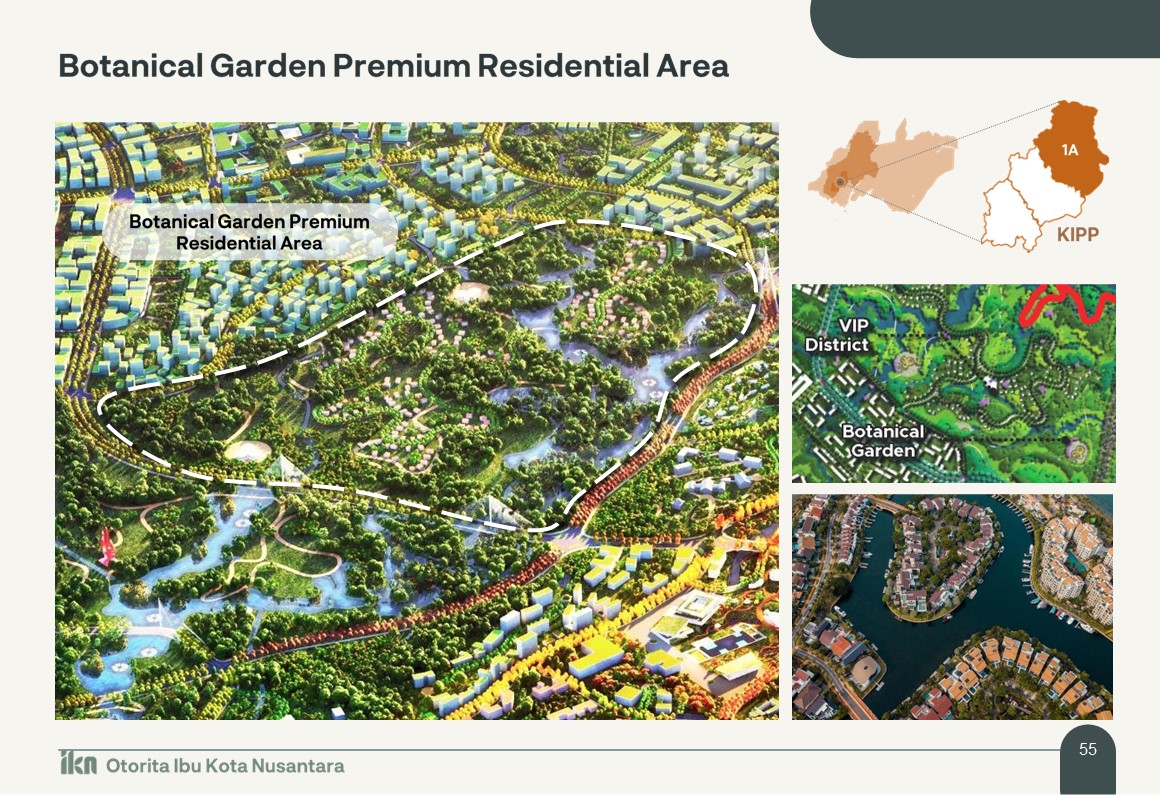 Botanical Garden Premium Residential Area
Botanical Garden Premium
Residential Area
1A
KIPP
VIP
District
Botanical
Garden
ikn Otorita Ibu Kota Nusantara
55